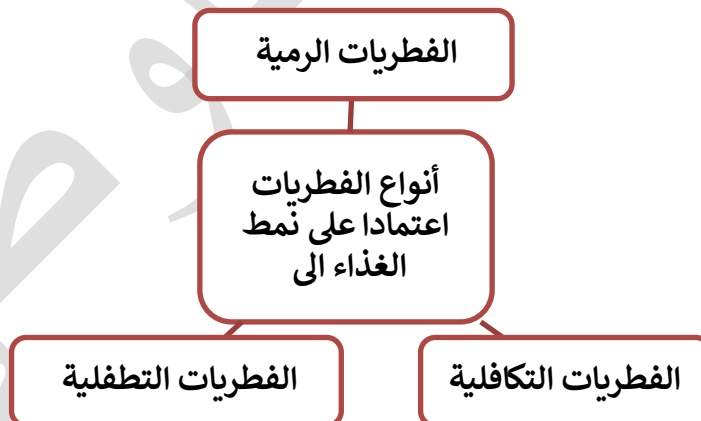 الفطريات الرمية
أنواع الفطريات
اعتمادا على نمط
الغذاء الى
الفطريات التكافلية
الفطريات التطفلية